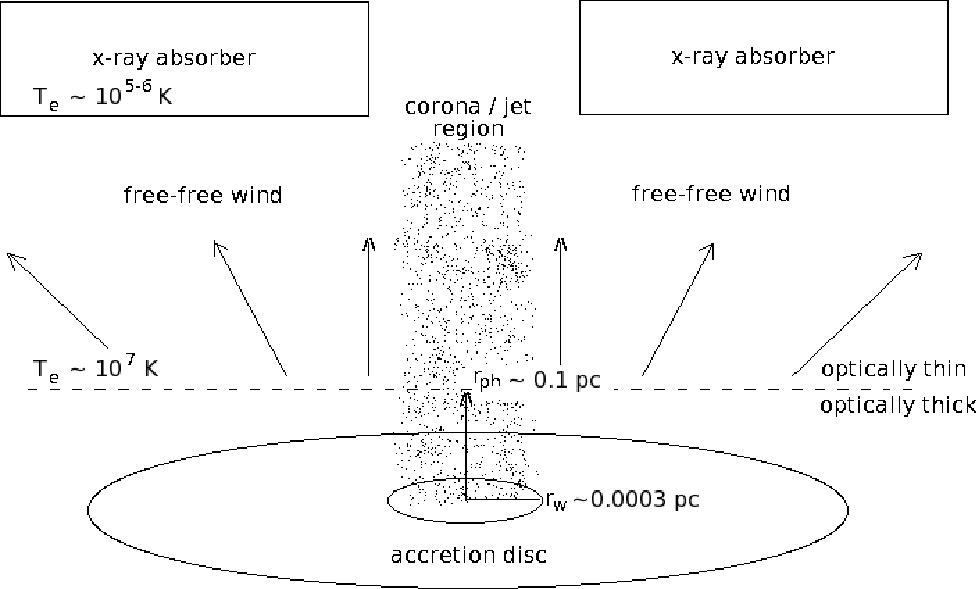 x-ray absorber
T_e ~ 10^5-6 K
x-ray absorber
corona / jet
region
free-free wind
free-free wind
T_e ~ 10^7 K
r_ph ~ 0.1 pc
optically thin
optically thick
r_w ~0.0003 pc
accretion disc